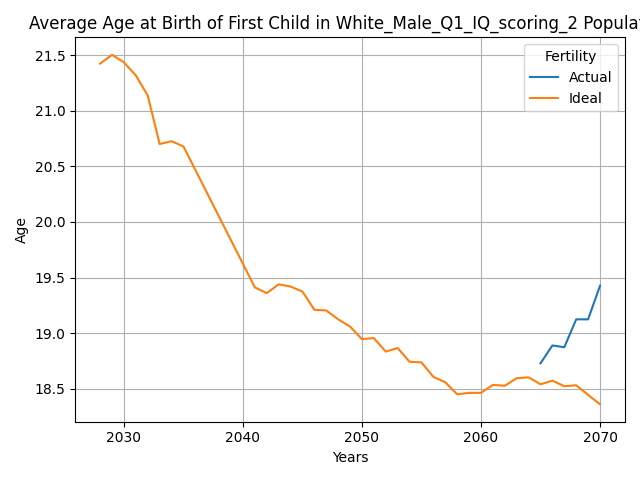 Average Age at Birth of First Child in White_Male_Q1_IQ_scoring_2 Popula
Fertility
Actual
Ideal
21.5
21.0
20.5
20.0
19.5
19.0
18.5
Age
2030
2040
2050
2060
2070
Years